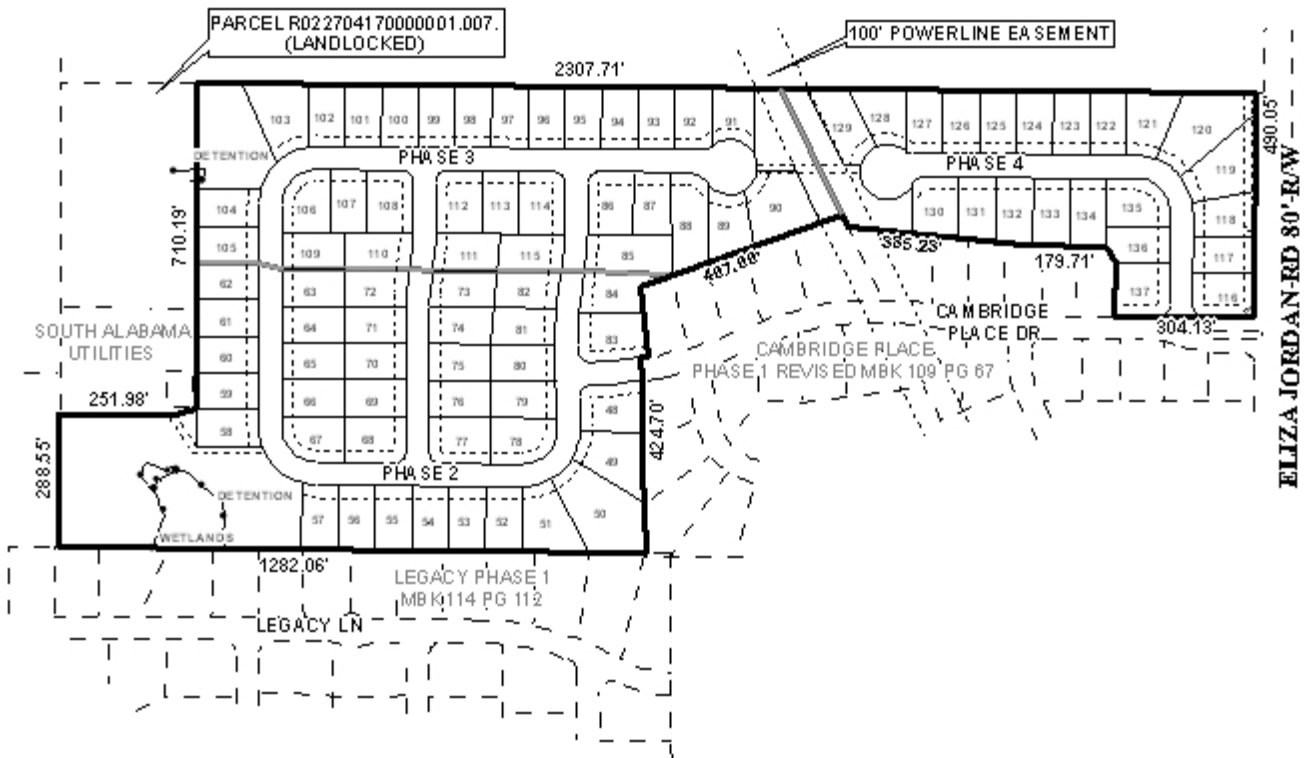 PARCEL R022704170000001.007.
(LANDLOCKED)
100' POWERLINE EASEMENT
2307.71'
490.05'
ELIZA JORDAN-RD 80'-R/W
103 102 101 100 99 98 97 96 95 94 93 92 91
129 128 127 126 125 124 123 122 121 120
PHASE 3
PHASE 4
DETENTION
119
104 106 107 108 112 113 114 86 87 88 89 90
130 131 132 133 134 135 118
710.19'
105 109 110 111 115 85
136 117
407.00'
385.23'
179.71'
62 63 72 73 82 84
137 116
304.13'
SOUTH ALABAMA
UTILITIES
61 64 71 74 81 83
CAMBRIDGE
PLACE DR
CAMBRIDGE PLACE
PHASE 1 REVISED MBK 109 PG 67
60 65 70 75 80
251.98'
59 66 69 76 79 48
58 67 68 77 78
424.70'
288.55'
PHASE 2
49
DETENTION
57 56 55 54 53 52 51 50
WETLANDS
1282.06'
LEGACY PHASE 1
MBK 114 PG 112
LEGACY LN